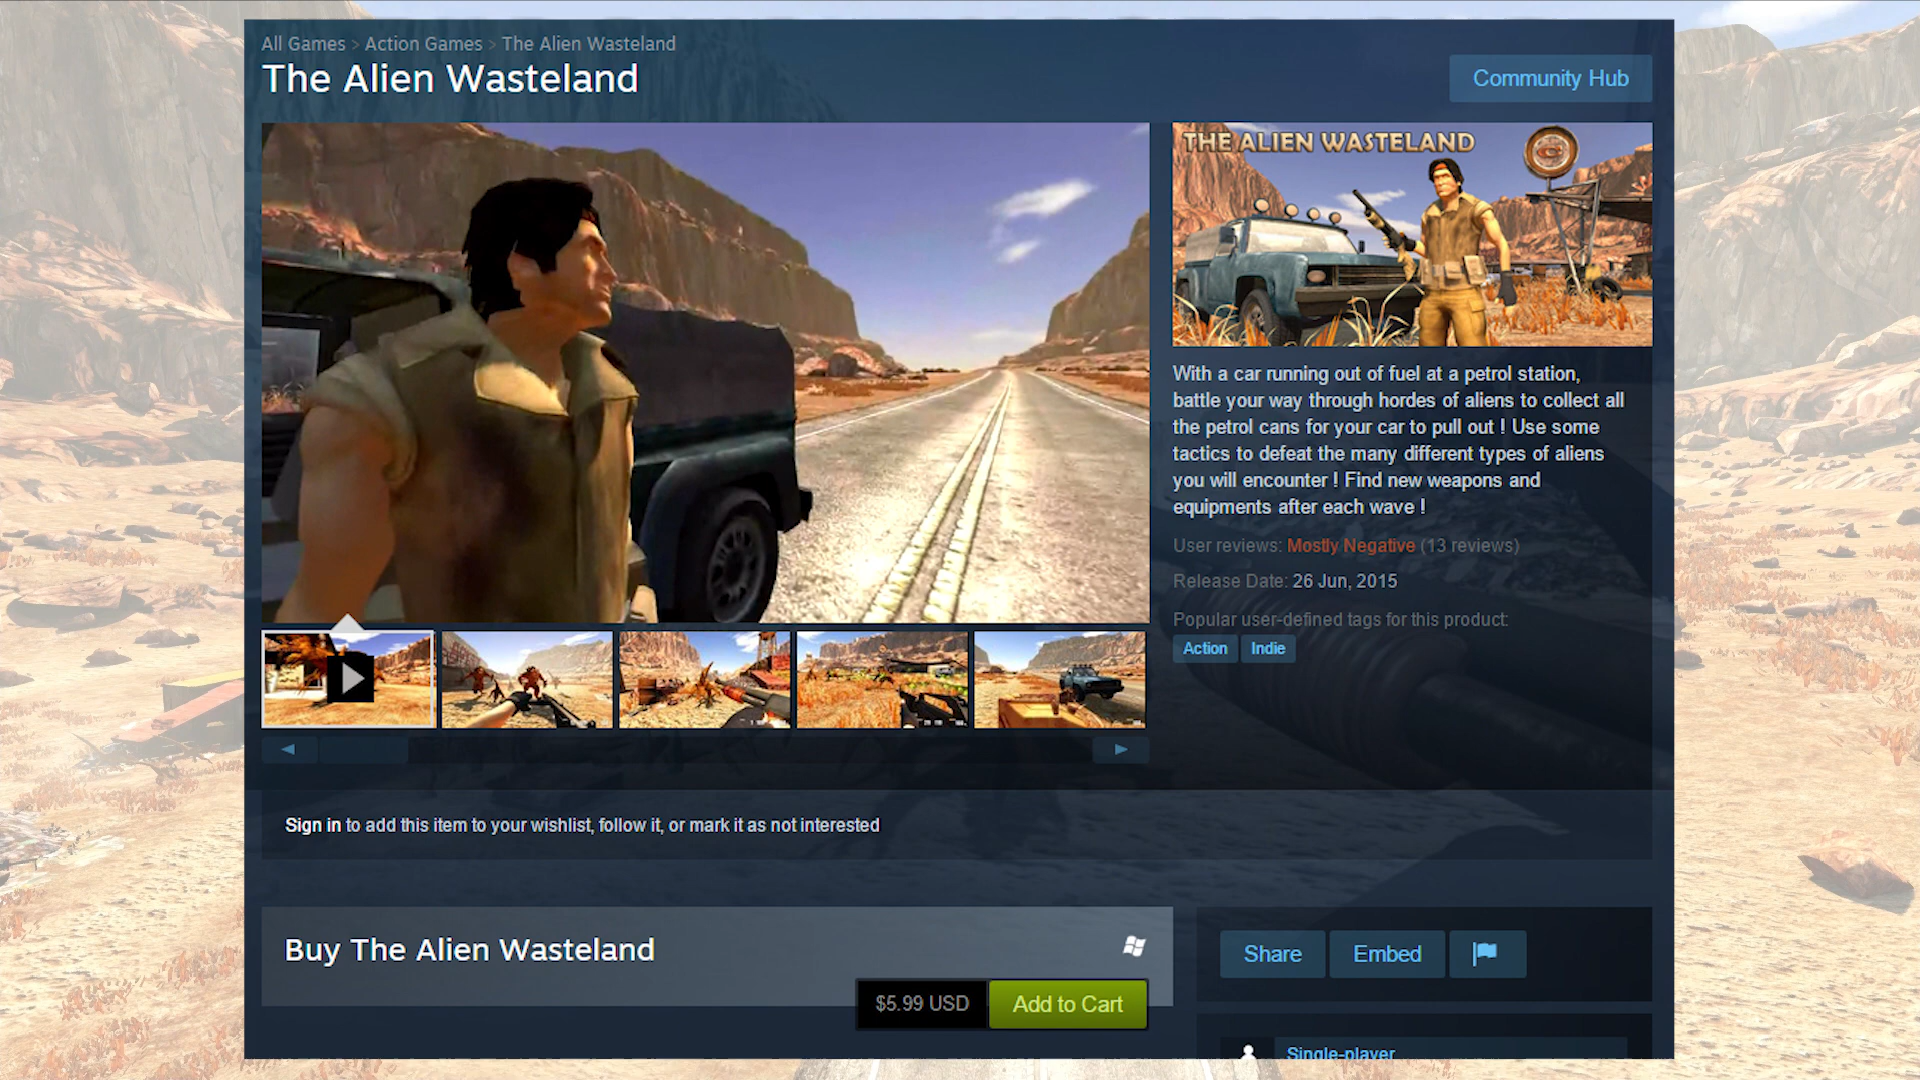 All Games > Action Games > The Alien Wasteland
The Alien Wasteland
Community Hub
THE ALIEN WASTELAND
With a car running out of fuel at a petrol station,
battle your way through hordes of aliens to collect all
the petrol cans for your car to pull out ! Use some
tactics to defeat the many different types of aliens
you will encounter ! Find new weapons and
equipments after each wave !
User reviews: Mostly Negative (13 reviews)
Release Date: 26 Jun, 2015
Popular user-defined tags for this product:
Action Indie
Sign in to add this item to your wishlist, follow it, or mark it as not interested
Buy The Alien Wasteland
$5.99 USD Add to Cart
Share Embed
Single-player